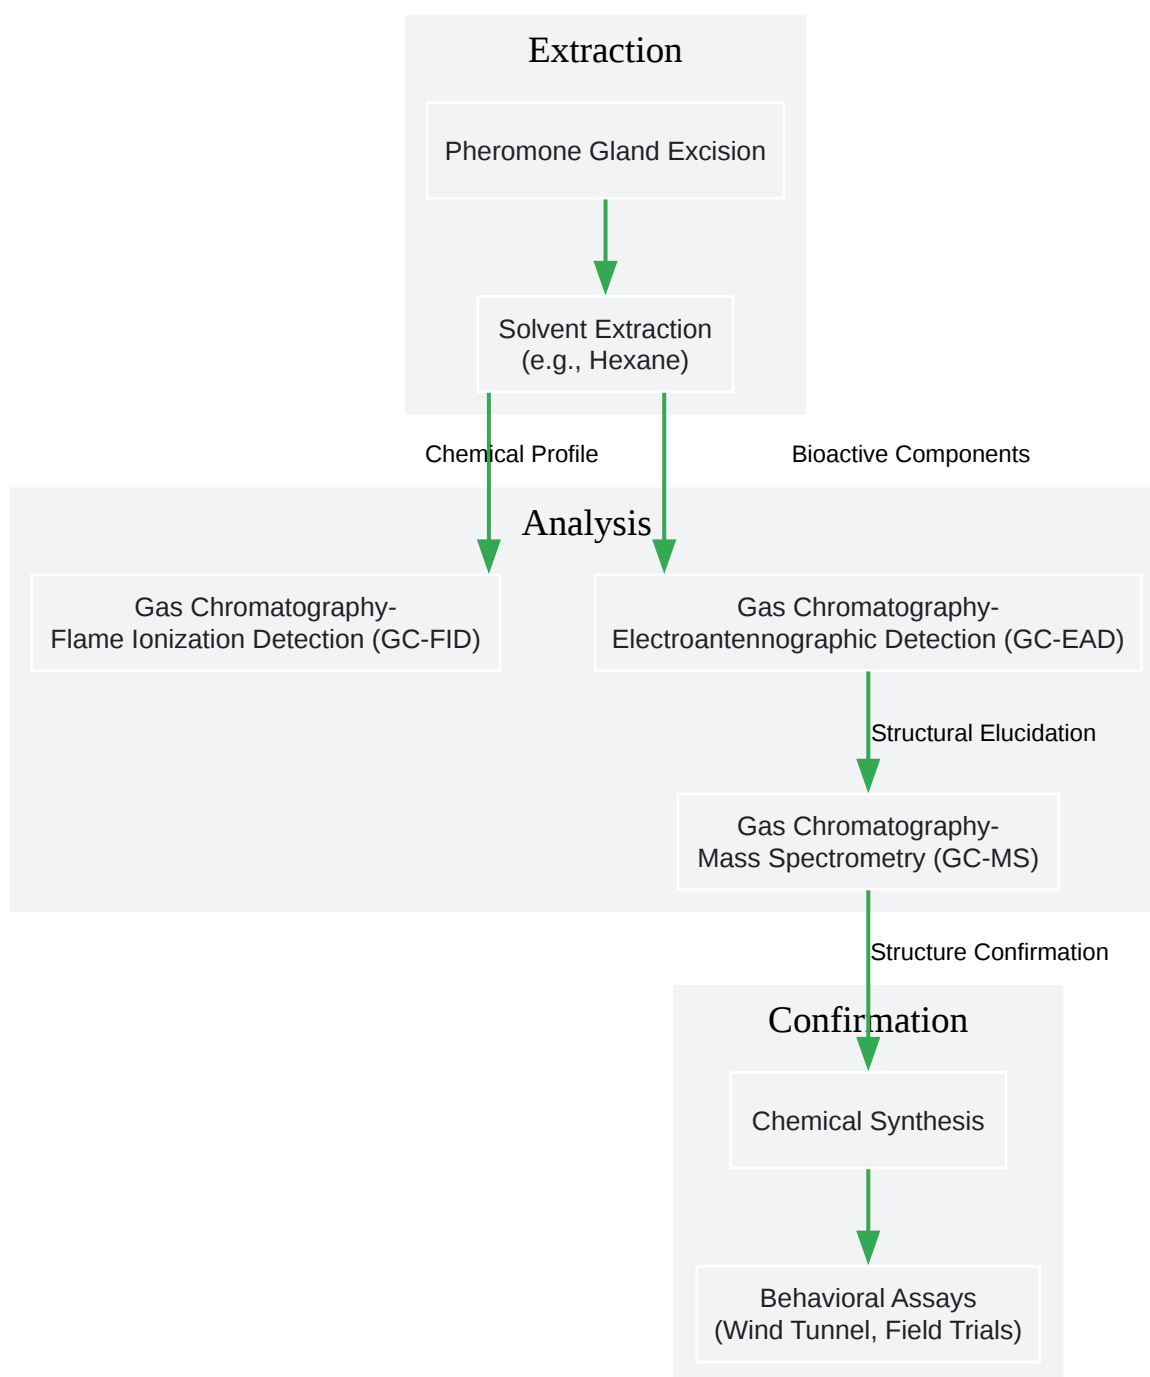 Extraction
Pheromone Gland Excision
Solvent Extraction
(e.g., Hexane)
Chemical Profile
Bioactive Components
Analysis
Gas Chromatography-
Flame Ionization Detection (GC-FID)
Gas Chromatography-
Electroantennographic Detection (GC-EAD)
Structural Elucidation
Gas Chromatography-
Mass Spectrometry (GC-MS)
Structure Confirmation
Confirmation
Chemical Synthesis
Behavioral Assays
(Wind Tunnel, Field Trials)